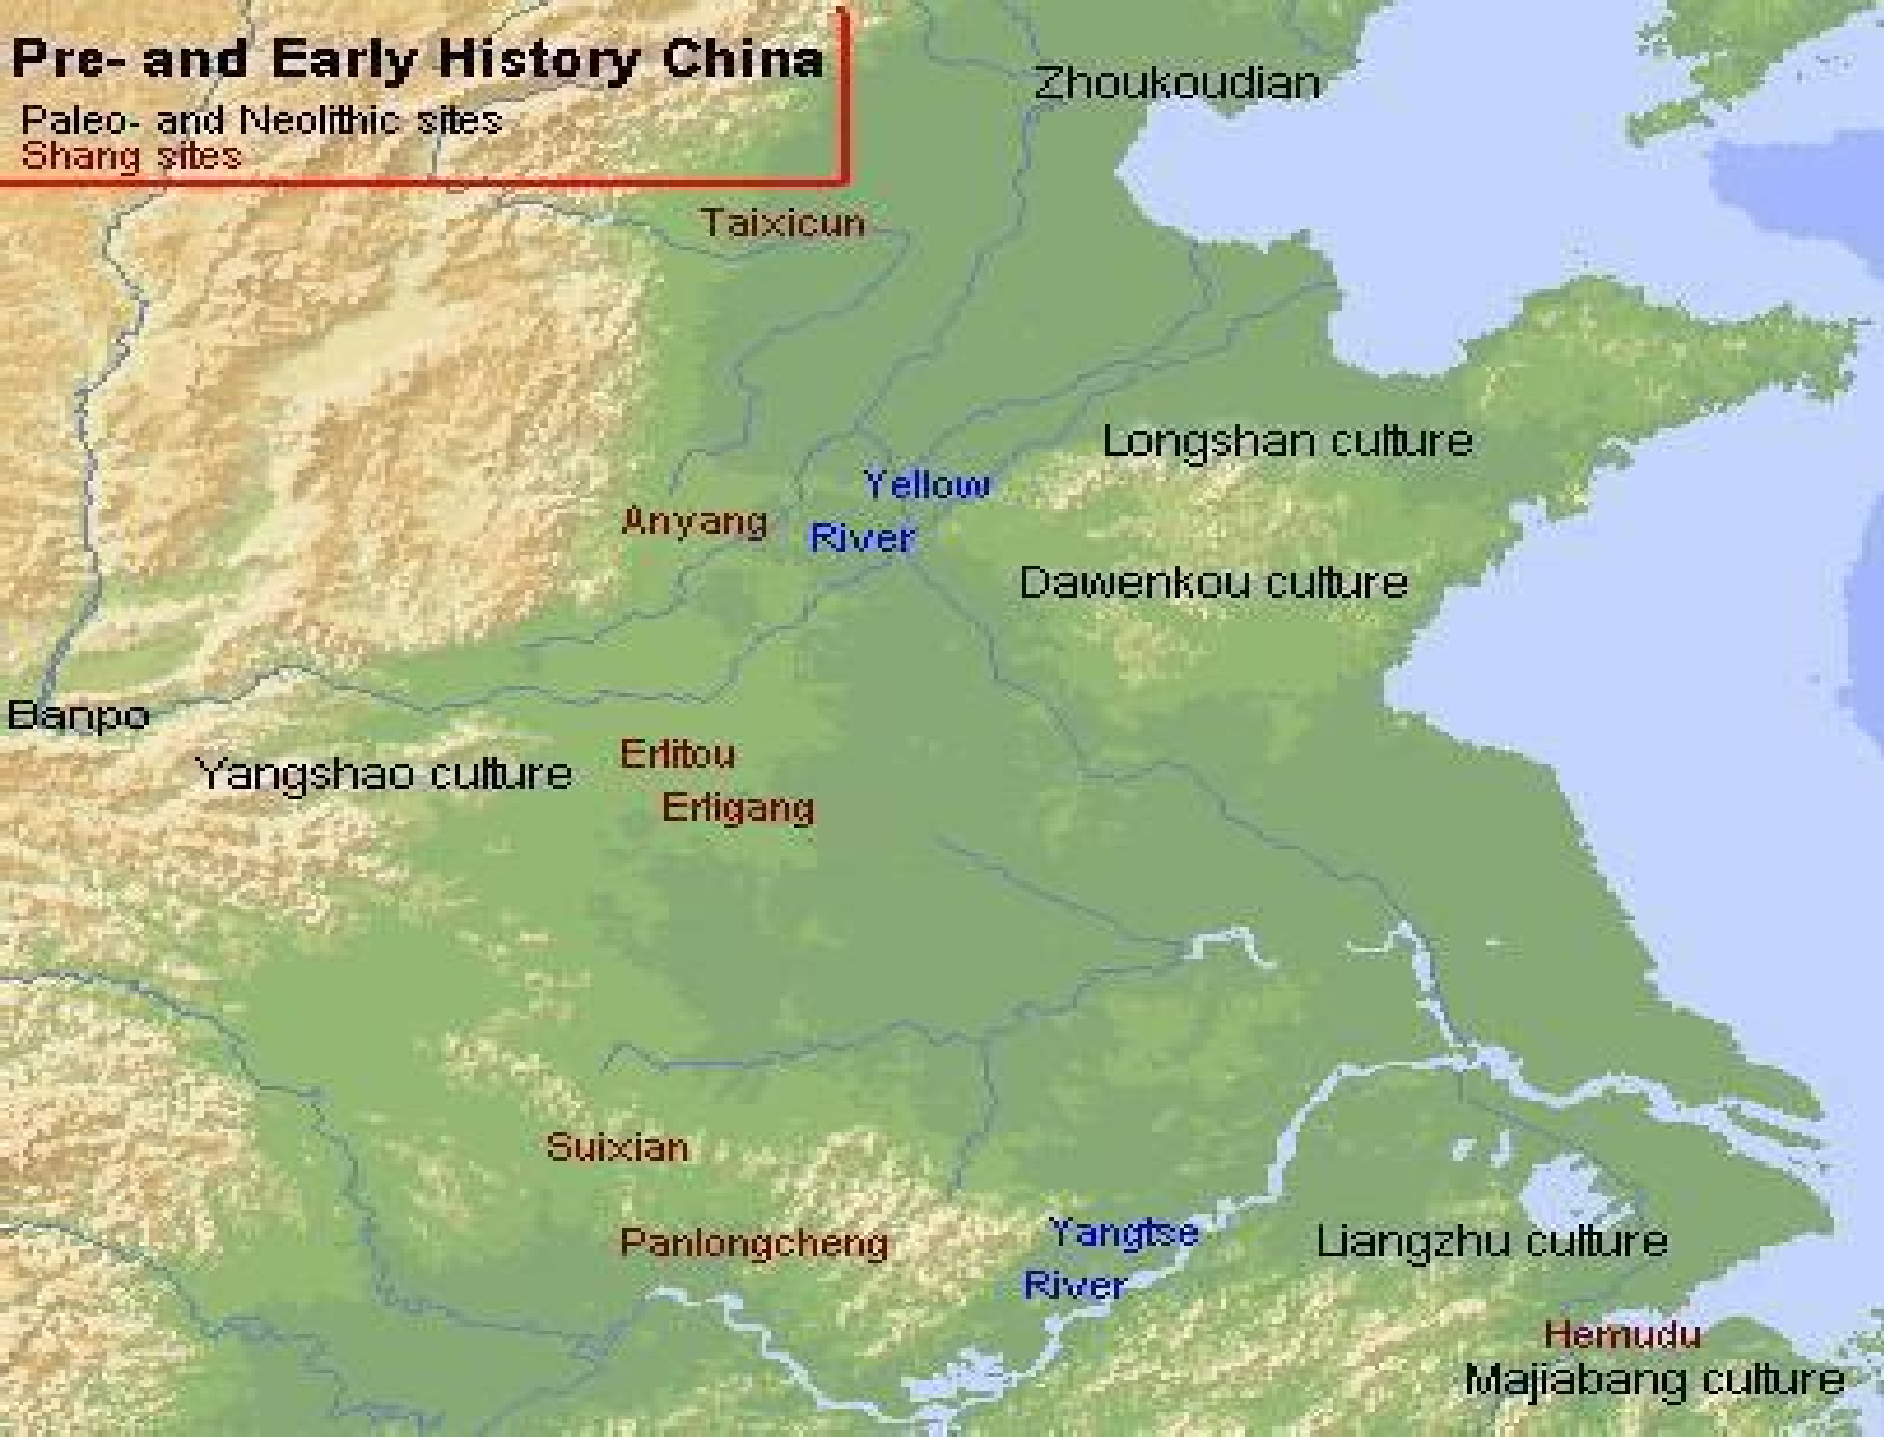 Pre- and Early History China
Paleo- and Neolithic sites
Shang sites
Zhoukoudian
Taixicun
Longshan culture
Yellow
River
Anyang
Dawenkou culture
Banpo
Yangshao culture
Erlitou
Erligang
Suixian
Panlongcheng
Yangtse
River
Liangzhu culture
Hemudu
Majiabang culture